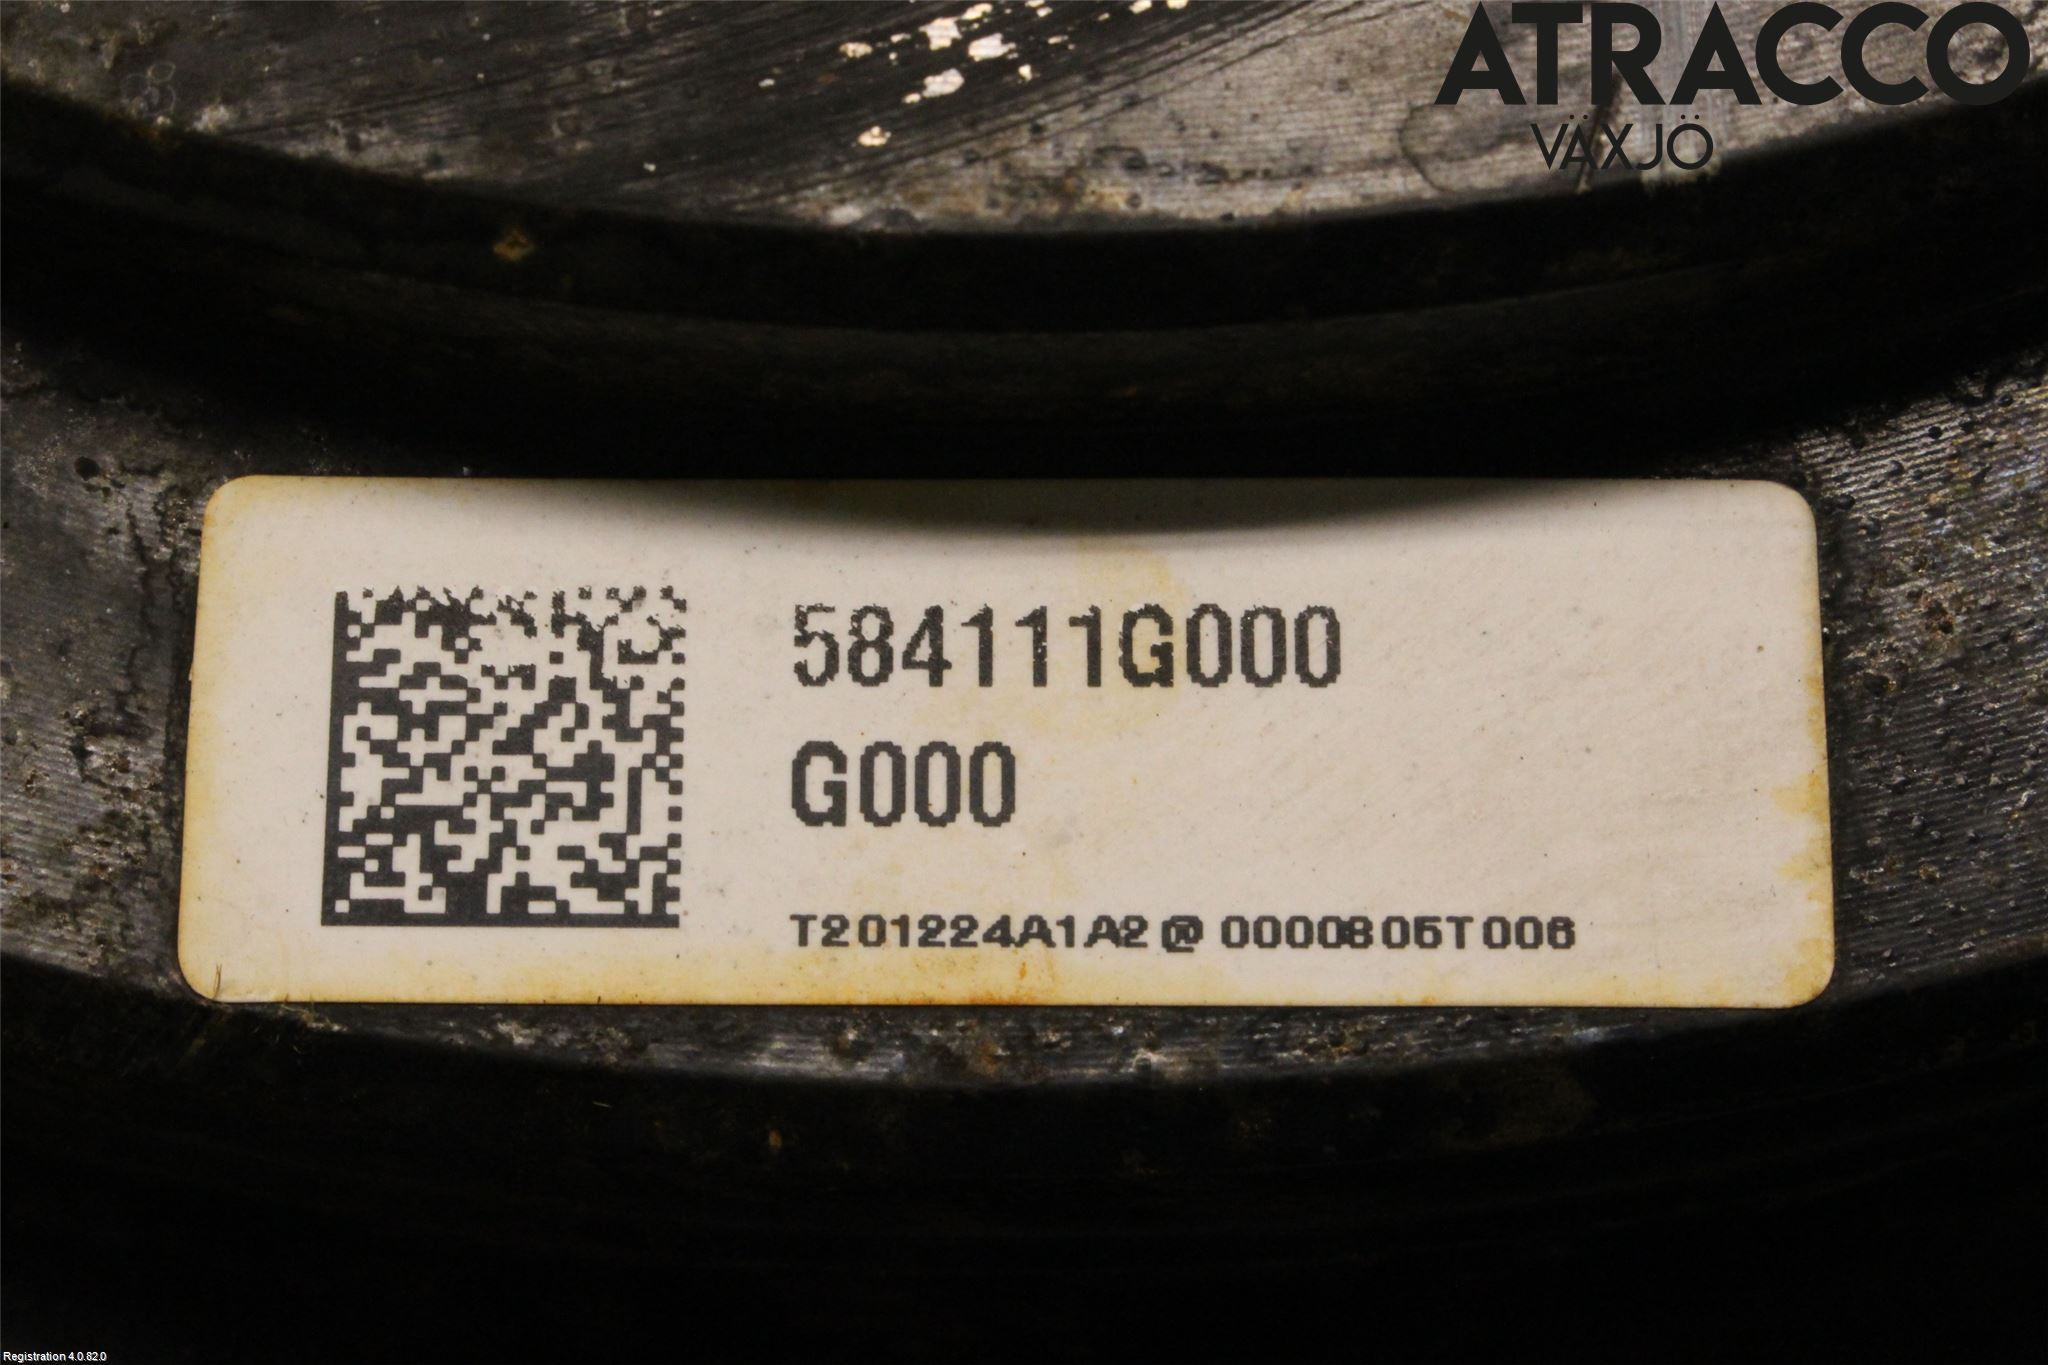 ATRACCO
VÄXJÖ
584111G000
G000
T201224A1A2@0000805T006
Registration 4.0.82.0